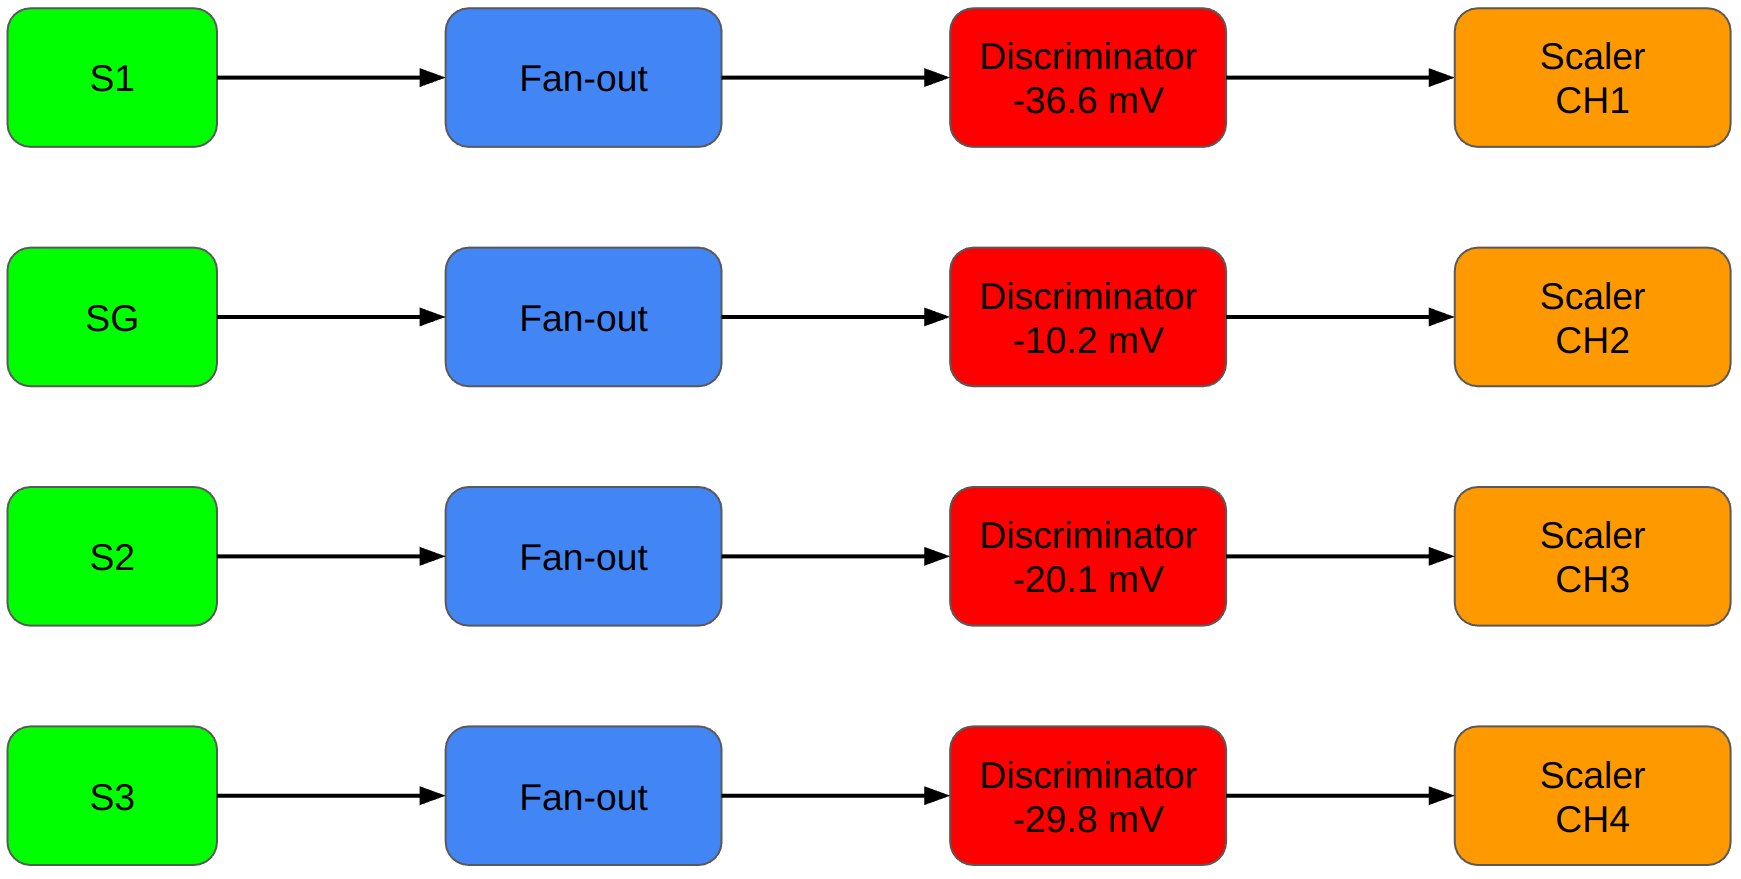 S1
Fan-out
Discriminator
-36.6 mV
Scaler
CH1
SG
Fan-out
Discriminator
-10.2 mV
Scaler
CH2
S2
Fan-out
Discriminator
-20.1 mV
Scaler
CH3
S3
Fan-out
Discriminator
-29.8 mV
Scaler
CH4